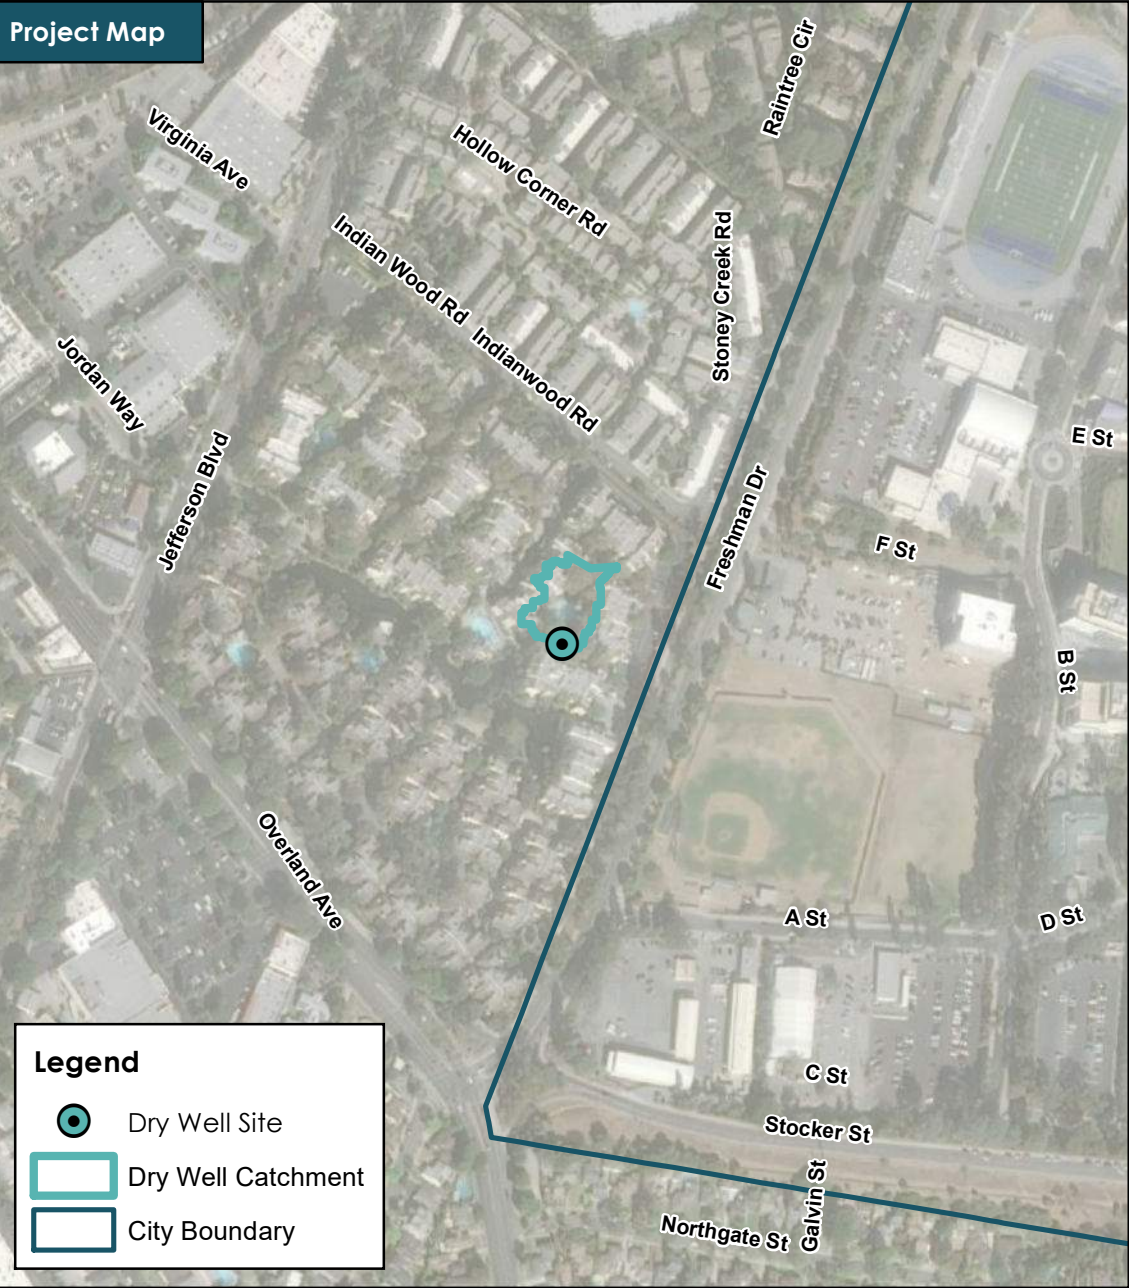 Project Map
Raintree Cir
Virginia Ave
Hollow Corner Rd
Indian Wood Rd
Stoney Creek Rd
Indianwood Rd
Jordan Way
E St
Jefferson Blvd
Freshman Dr
F St
B St
Overland Ave
A St
D St
C St
Stocker St
Galvin St
Northgate St
Legend
Dry Well Site
Dry Well Catchment
City Boundary